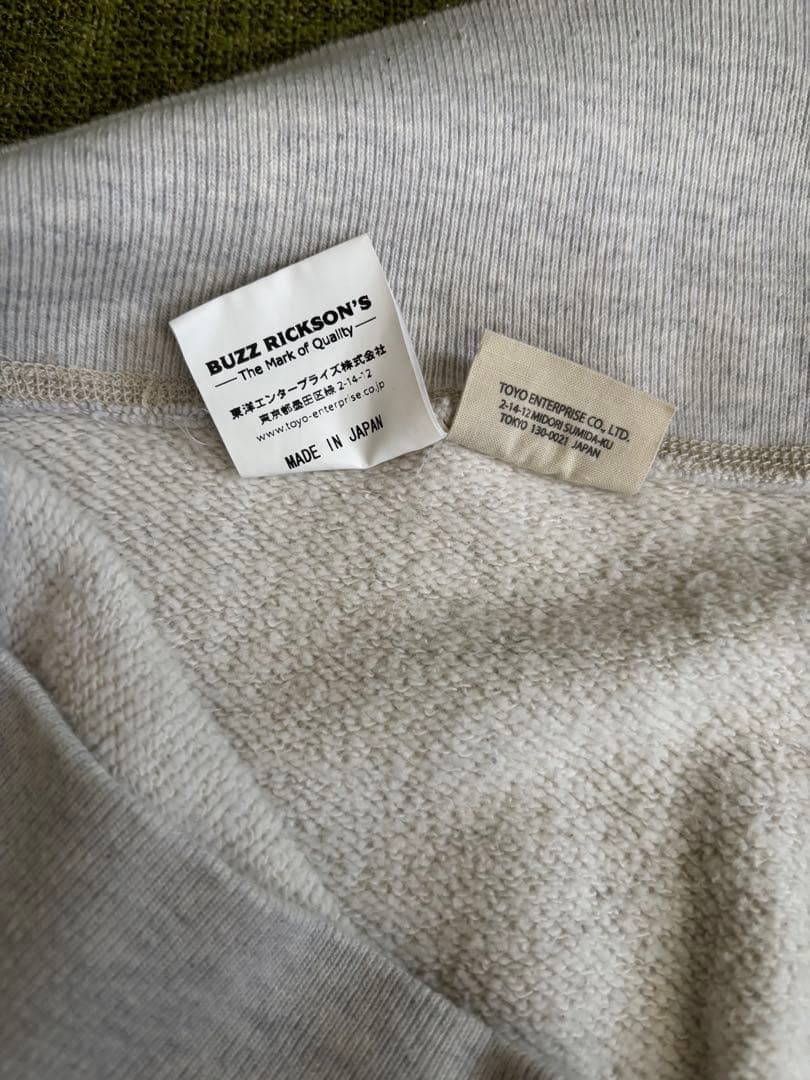 BUZZ RICKSON'S
The Mark of Quality
東洋エンタープライズ株式会社
東京都墨田区緑2-14-12
www.toyo-enterprise.co.jp
MADE IN JAPAN
TOYO ENTERPRISE CO., LTD.
2-14-12 MIDORI SUMIDA-KU
TOKYO 130-0021 JAPAN